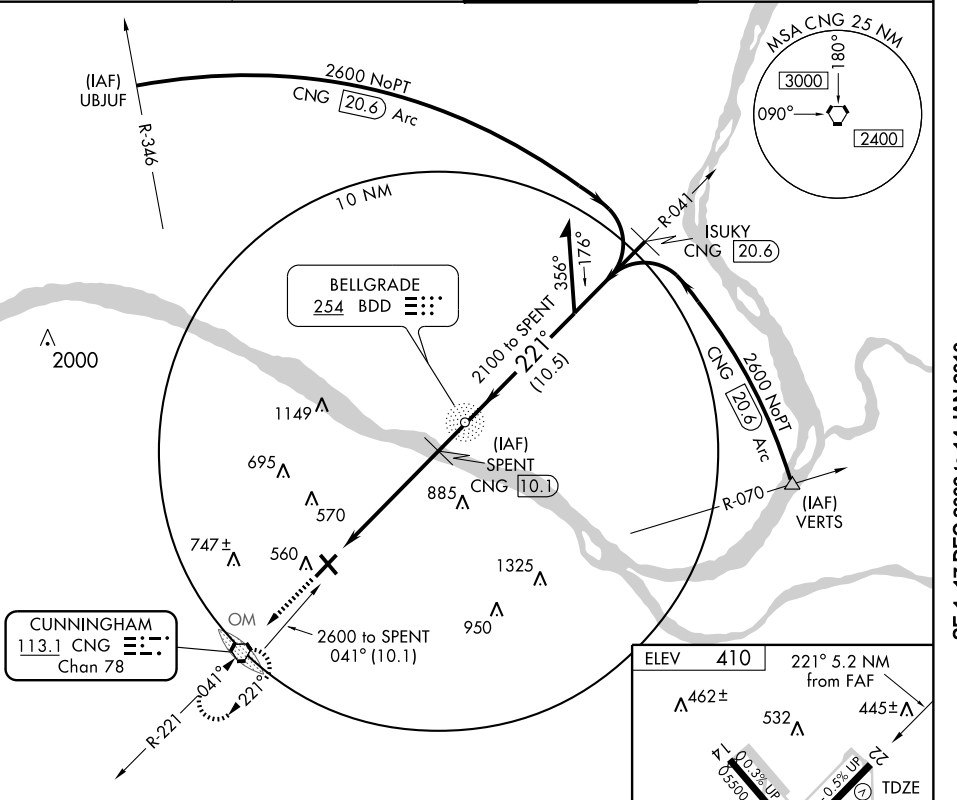 MSA CNG 25 NM
180°
3000
090°
2400
(IAF)
UBJUF
2600 NoPT
CNG 20.6 Arc
R-346
10 NM
R-041
ISUKY
CNG 20.6
356°
176°
BELLGRADE
254 BDD
2100 to SPENT
221°
(10.5)
2000
2600 NoPT
CNG 20.6 Arc
1149
(IAF)
SPENT
CNG 10.1
695
885
570
R-070
(IAF)
VERTS
747±
560
1325
950
OM
CUNNINGHAM
113.1 CNG
Chan 78
2600 to SPENT
041° (10.1)
041°
221°
R-221
ELEV 410
221° 5.2 NM
from FAF
462±
532
445±
14
22
0.3% UP
0.5% UP
5500
TDZE
V